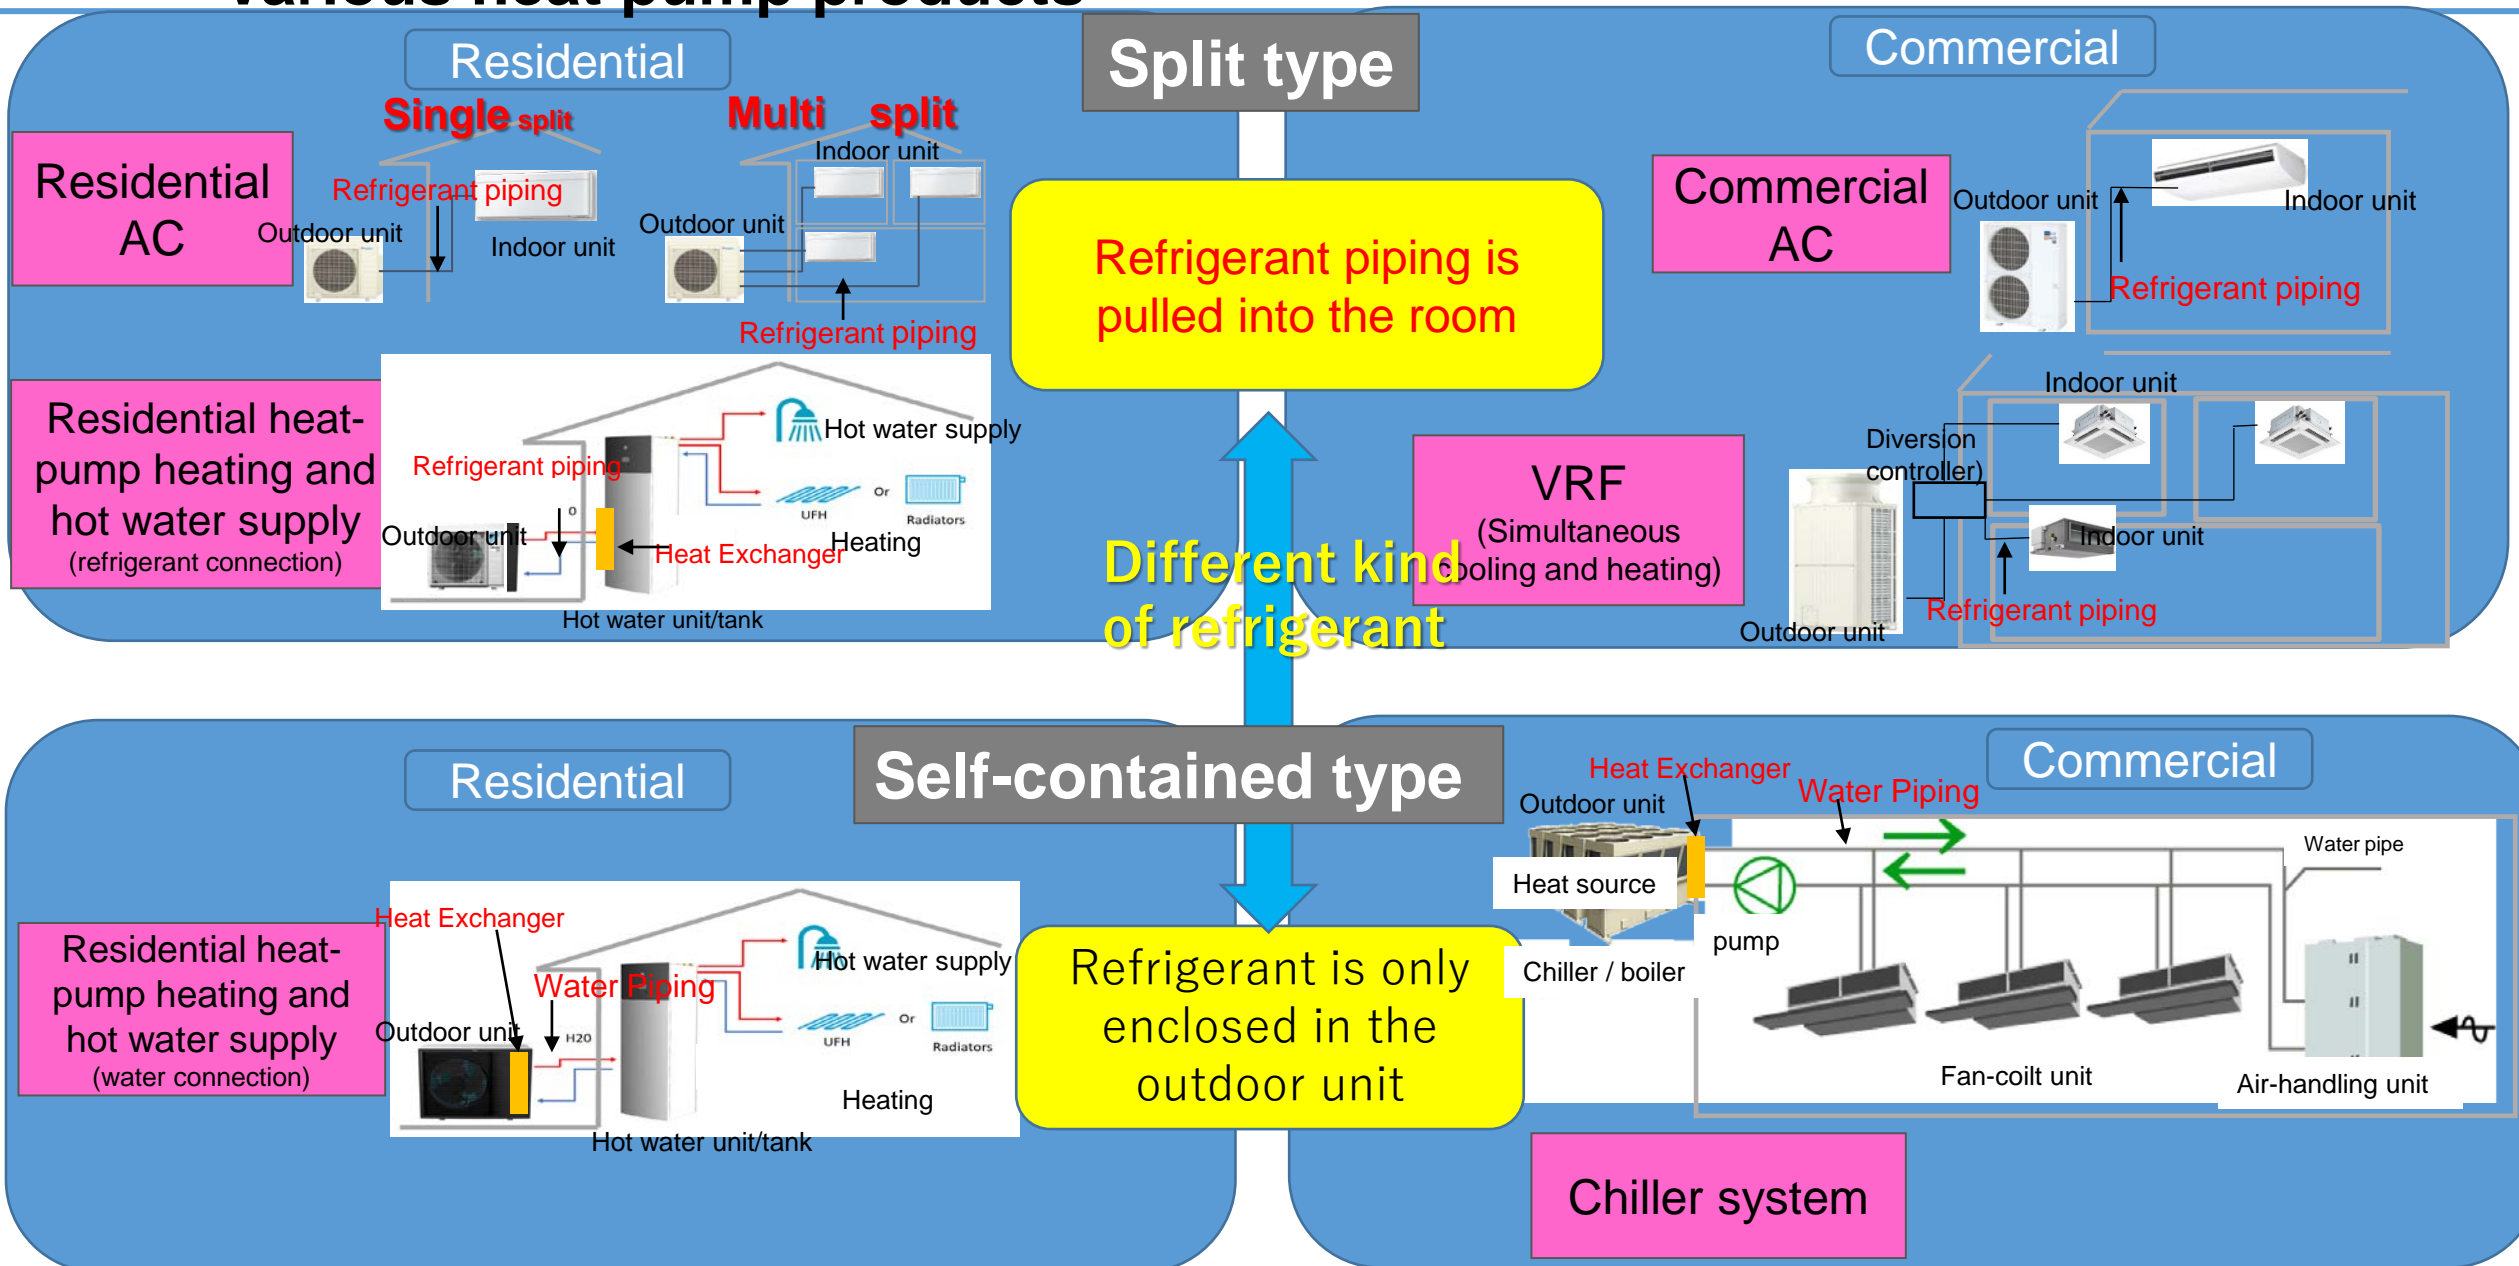 various heat pump products
Residential
Split type
Commercial
Single split
Multi split
Residential
AC
Refrigerant piping
Outdoor unit
Indoor unit
Indoor unit
Outdoor unit
Refrigerant piping
Refrigerant piping is
pulled into the room
Commercial
AC
Outdoor unit
Indoor unit
Refrigerant piping
Residential heat-
pump heating and
hot water supply
(refrigerant connection)
Hot water supply
Refrigerant piping
Or
UFH
Radiators
0
Outdoor unit
Heat Exchanger
Heating
Hot water unit/tank
Different kind
of refrigerant
VRF
(Simultaneous
cooling and heating)
Indoor unit
Diversion
controller)
Indoor unit
Refrigerant piping
Outdoor unit
Residential
Self-contained type
Commercial
Heat Exchanger
Water Piping
Outdoor unit
Water pipe
Heat source
pump
Chiller / boiler
Fan-coilt unit
Air-handling unit
Chiller system
Residential heat-
pump heating and
hot water supply
(water connection)
Heat Exchanger
Hot water supply
Water Piping
Or
UFH
Radiators
Outdoor unit
H20
Heating
Hot water unit/tank
Refrigerant is only
enclosed in the
outdoor unit